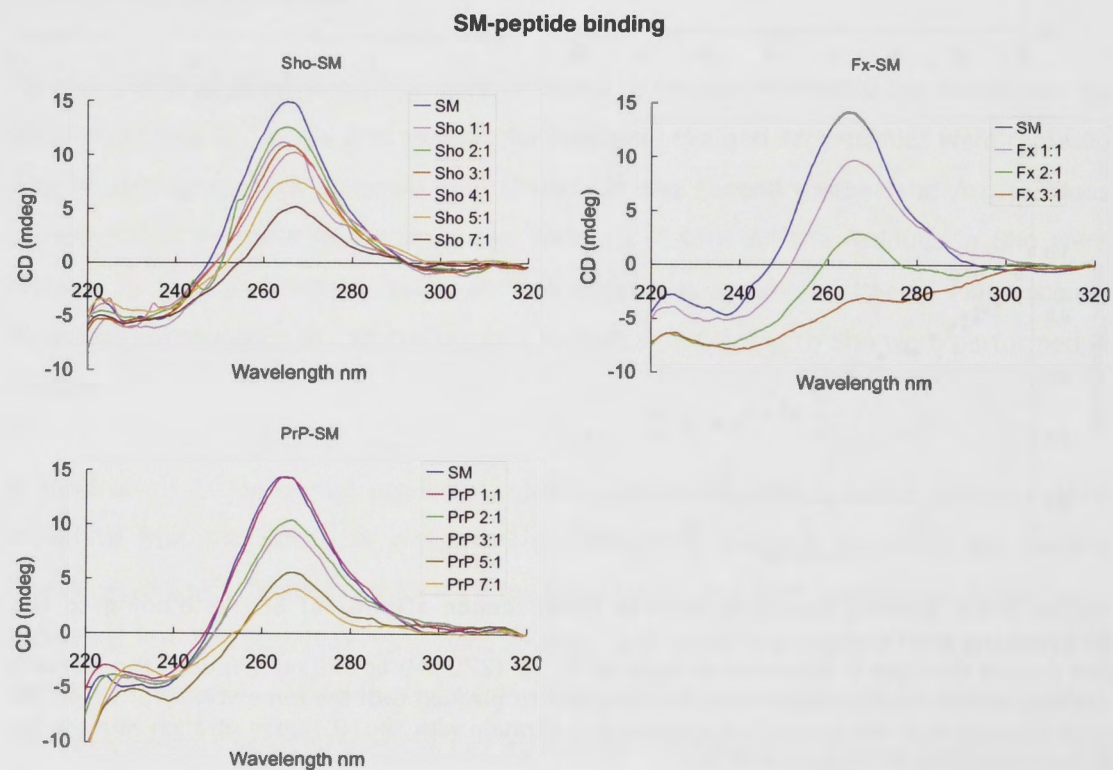 SM-peptide binding
Sho-SM
15
10
5
0
-5
-10
CD (mdeg)
220 240 260 280 300 320
Wavelength nm
SM
Sho 1:1
Sho 2:1
Sho 3:1
Sho 4:1
Sho 5:1
Sho 7:1
Fx-SM
15
10
5
0
-5
-10
CD (mdeg)
220 240 260 280 300 320
Wavelength nm
SM
Fx 1:1
Fx 2:1
Fx 3:1
PrP-SM
15
10
5
0
-5
-10
CD (mdeg)
220 240 260 280 300 320
Wavelength nm
SM
PrP 1:1
PrP 2:1
PrP 3:1
PrP 5:1
PrP 7:1